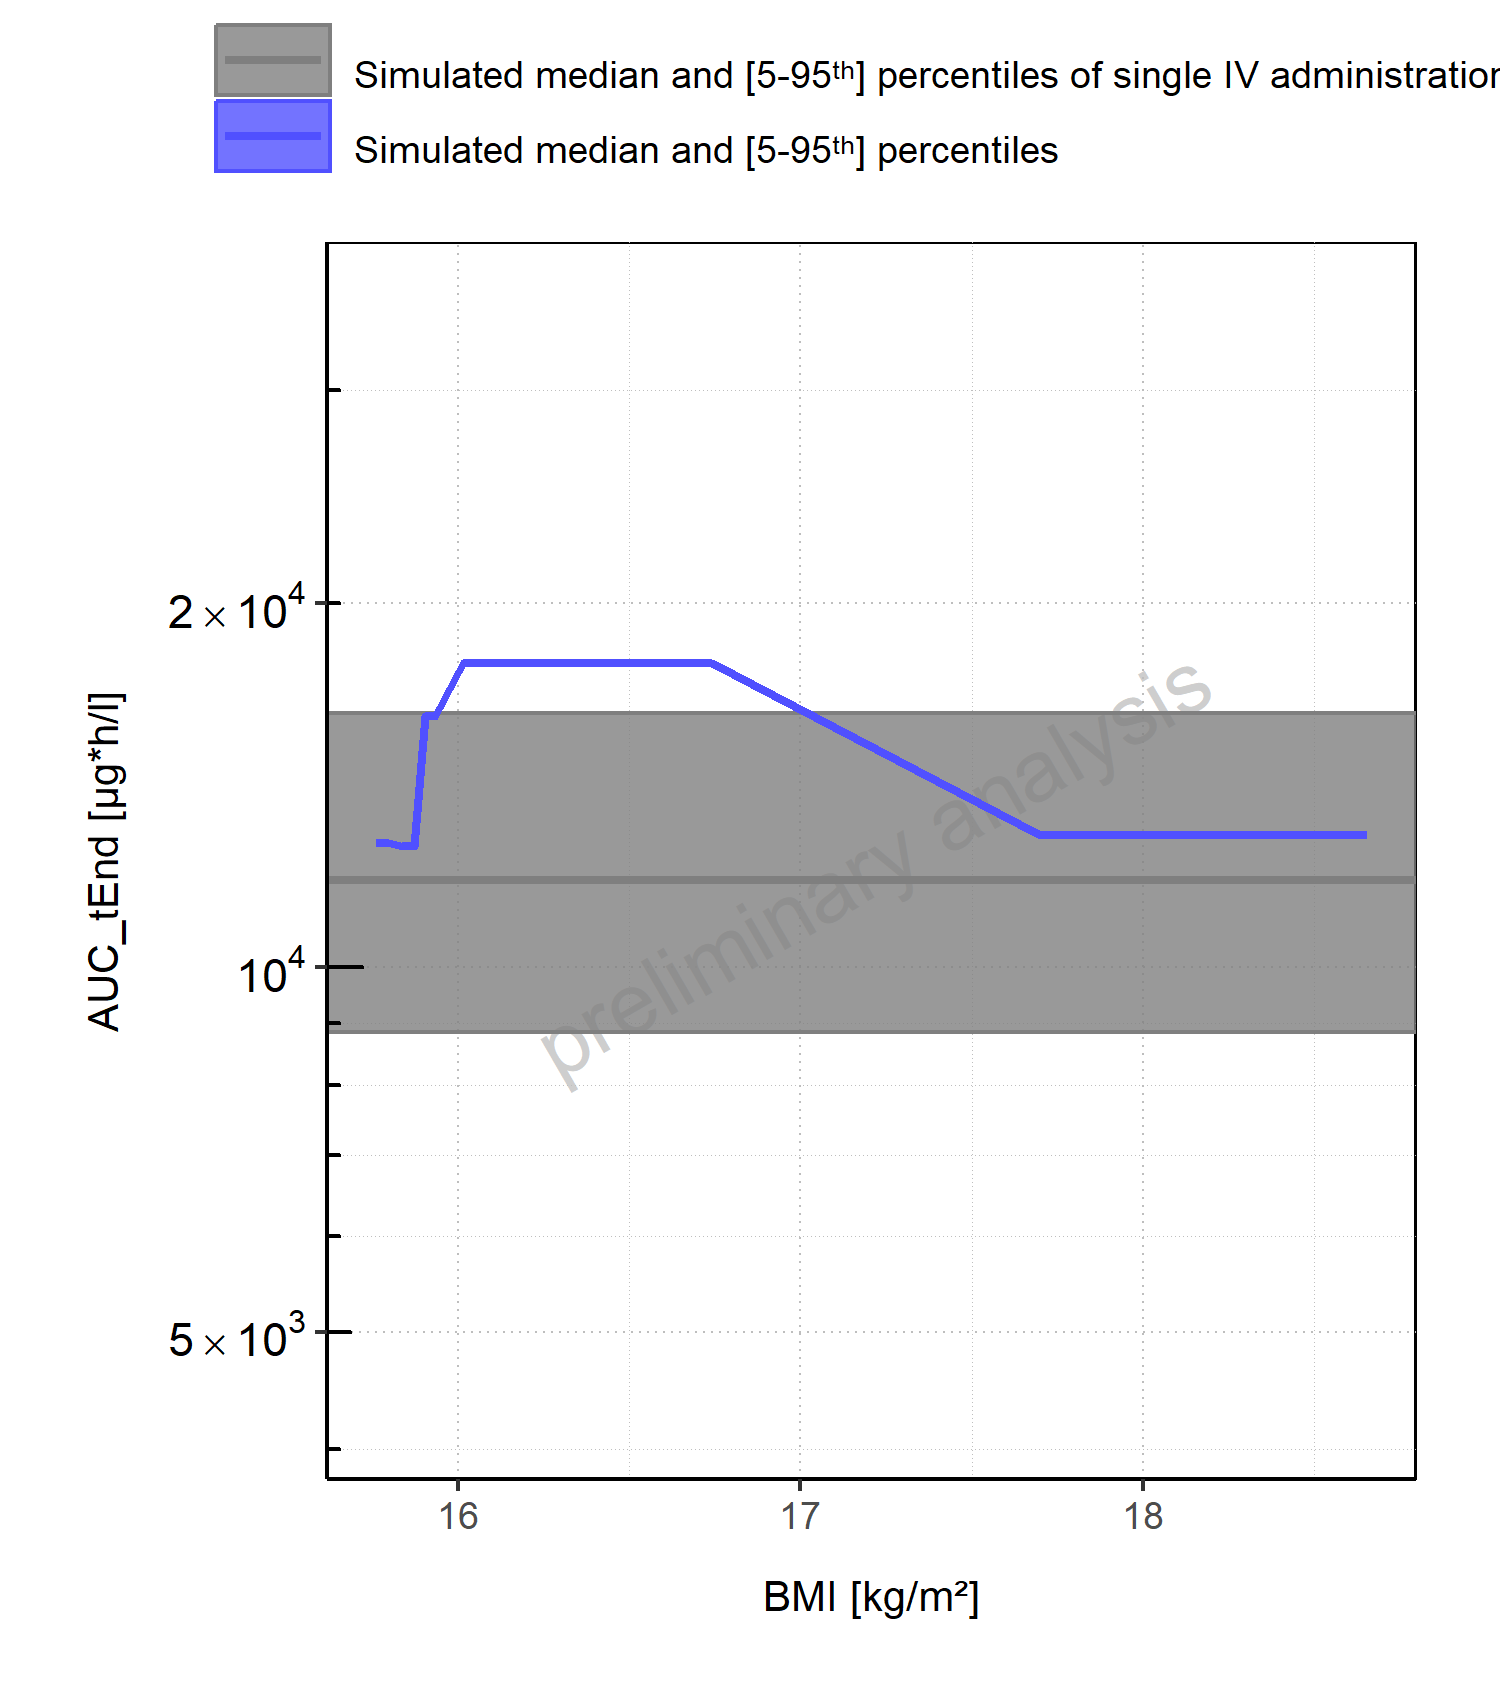 Simulated median and [5-95ᵗʰ] percentiles of single IV administration
Simulated median and [5-95ᵗʰ] percentiles
AUC_tEnd [µg*h/l]
2×10⁴
10⁴
5×10³
preliminary analysis
16 17 18
BMI [kg/m²]